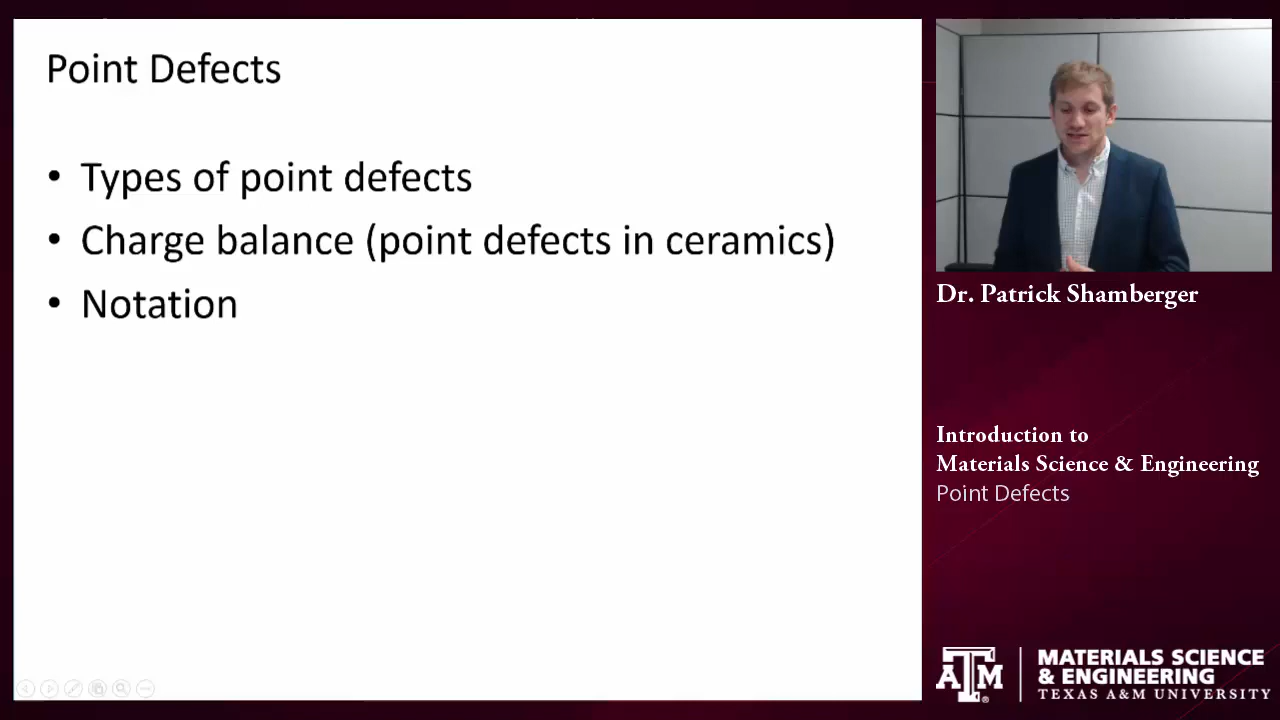 Point Defects
• Types of point defects
• Charge balance (point defects in ceramics)
• Notation
Dr. Patrick Shamberger
Introduction to
Materials Science & Engineering
Point Defects
ATM
MATERIALS SCIENCE
& ENGINEERING
TEXAS A&M UNIVERSITY